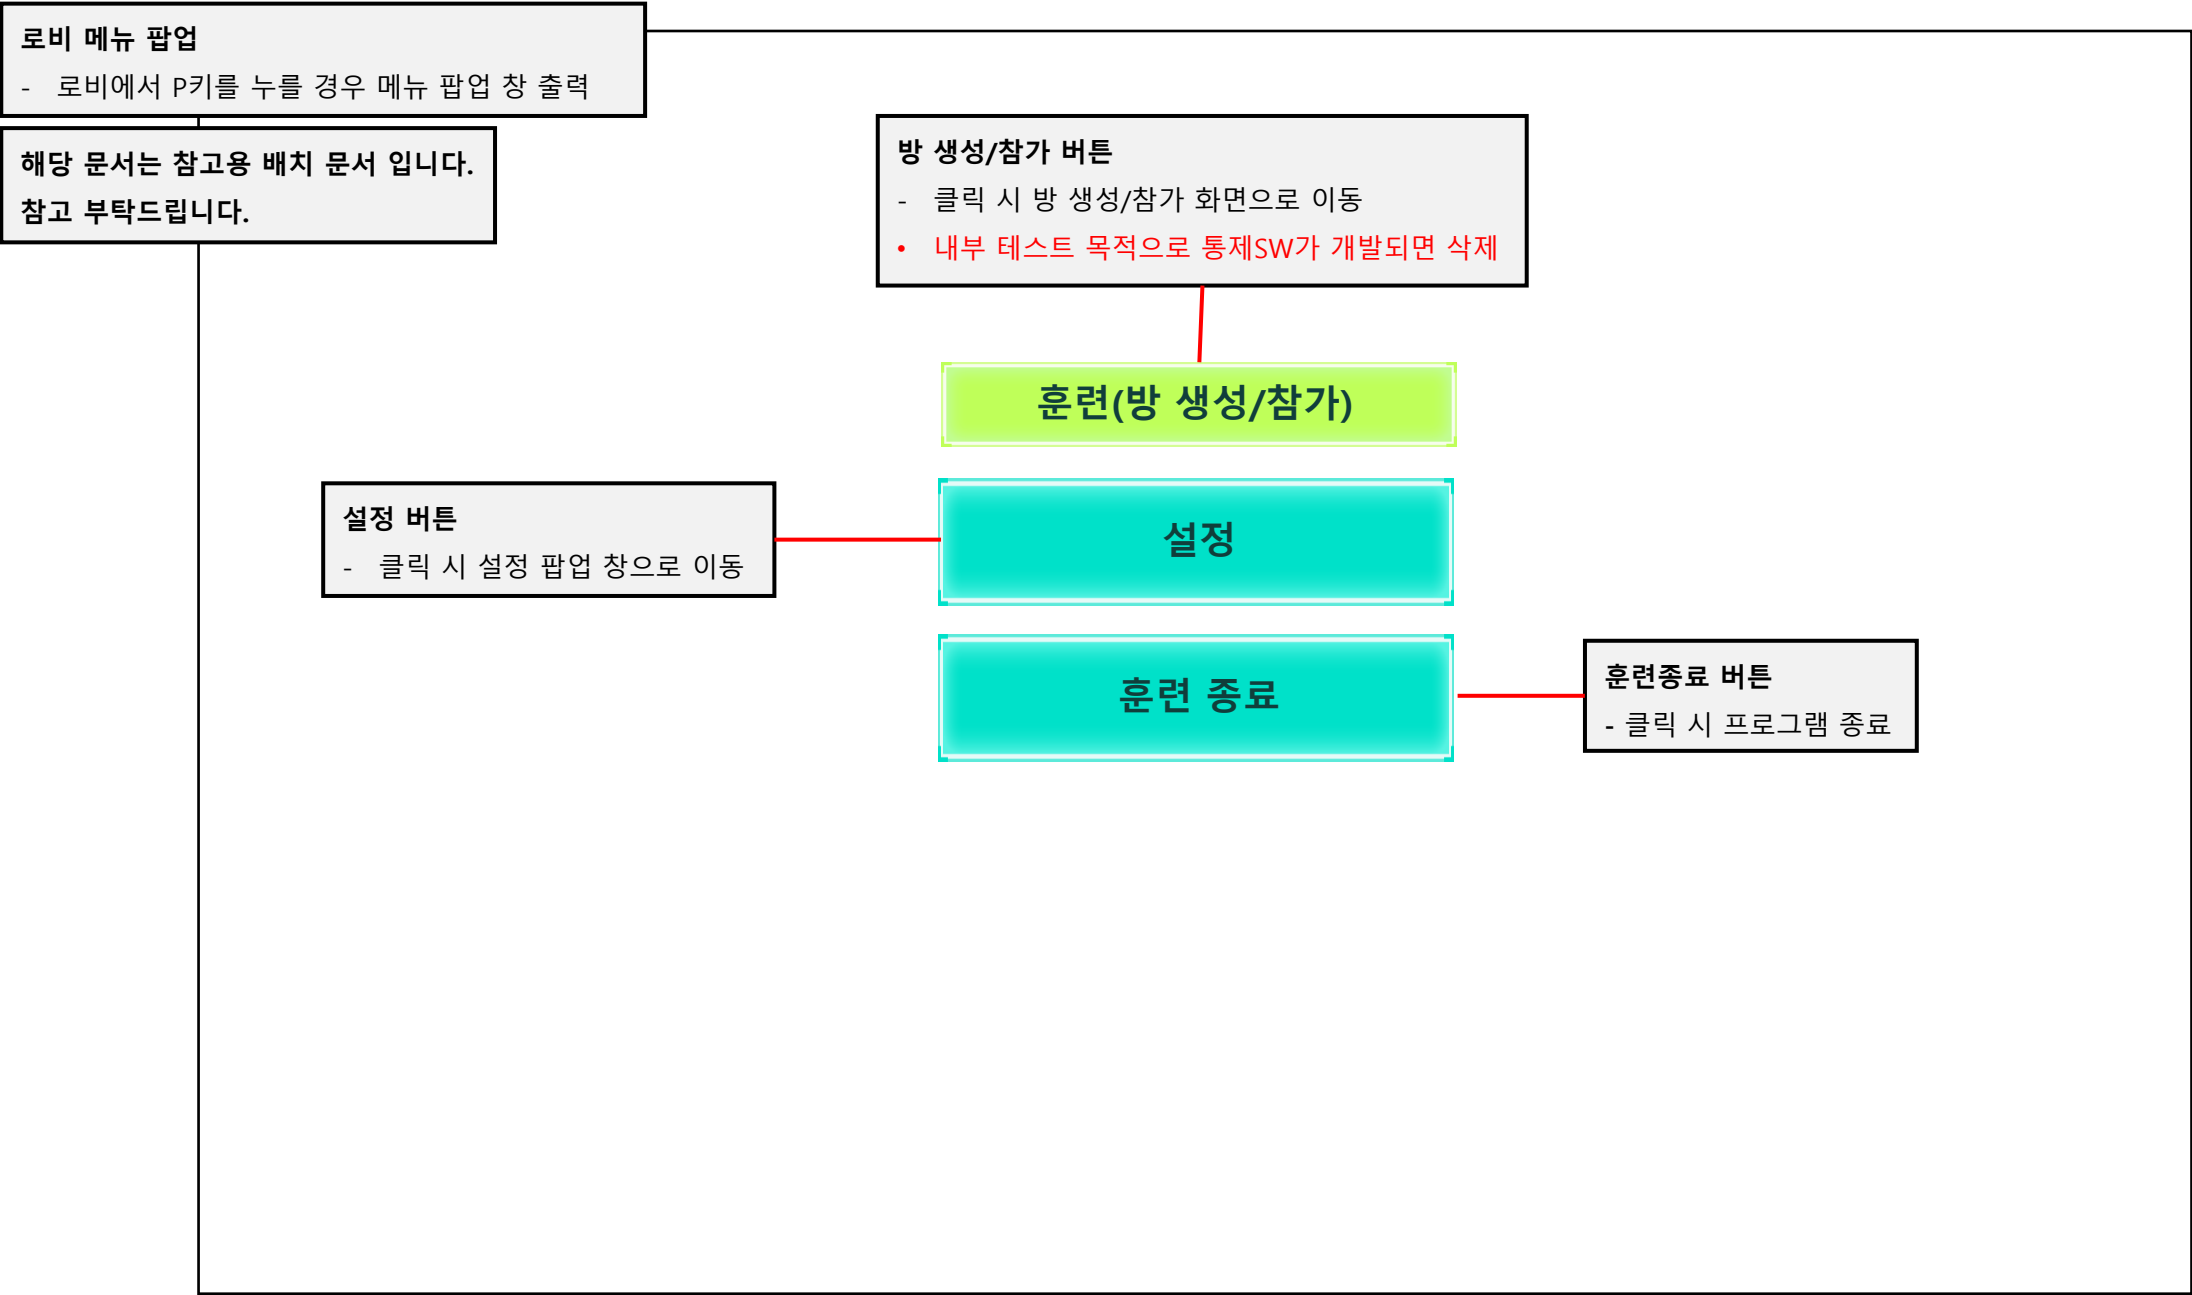 로비 메뉴 팝업
- 로비에서 P키를 누를 경우 메뉴 팝업 창 출력
해당 문서는 참고용 배치 문서 입니다.
참고 부탁드립니다.
방 생성/참가 버튼
- 클릭 시 방 생성/참가 화면으로 이동
• 내부 테스트 목적으로 통제SW가 개발되면 삭제
훈련(방 생성/참가)
설정 버튼
- 클릭 시 설정 팝업 창으로 이동
설정
훈련 종료
훈련종료 버튼
- 클릭 시 프로그램 종료